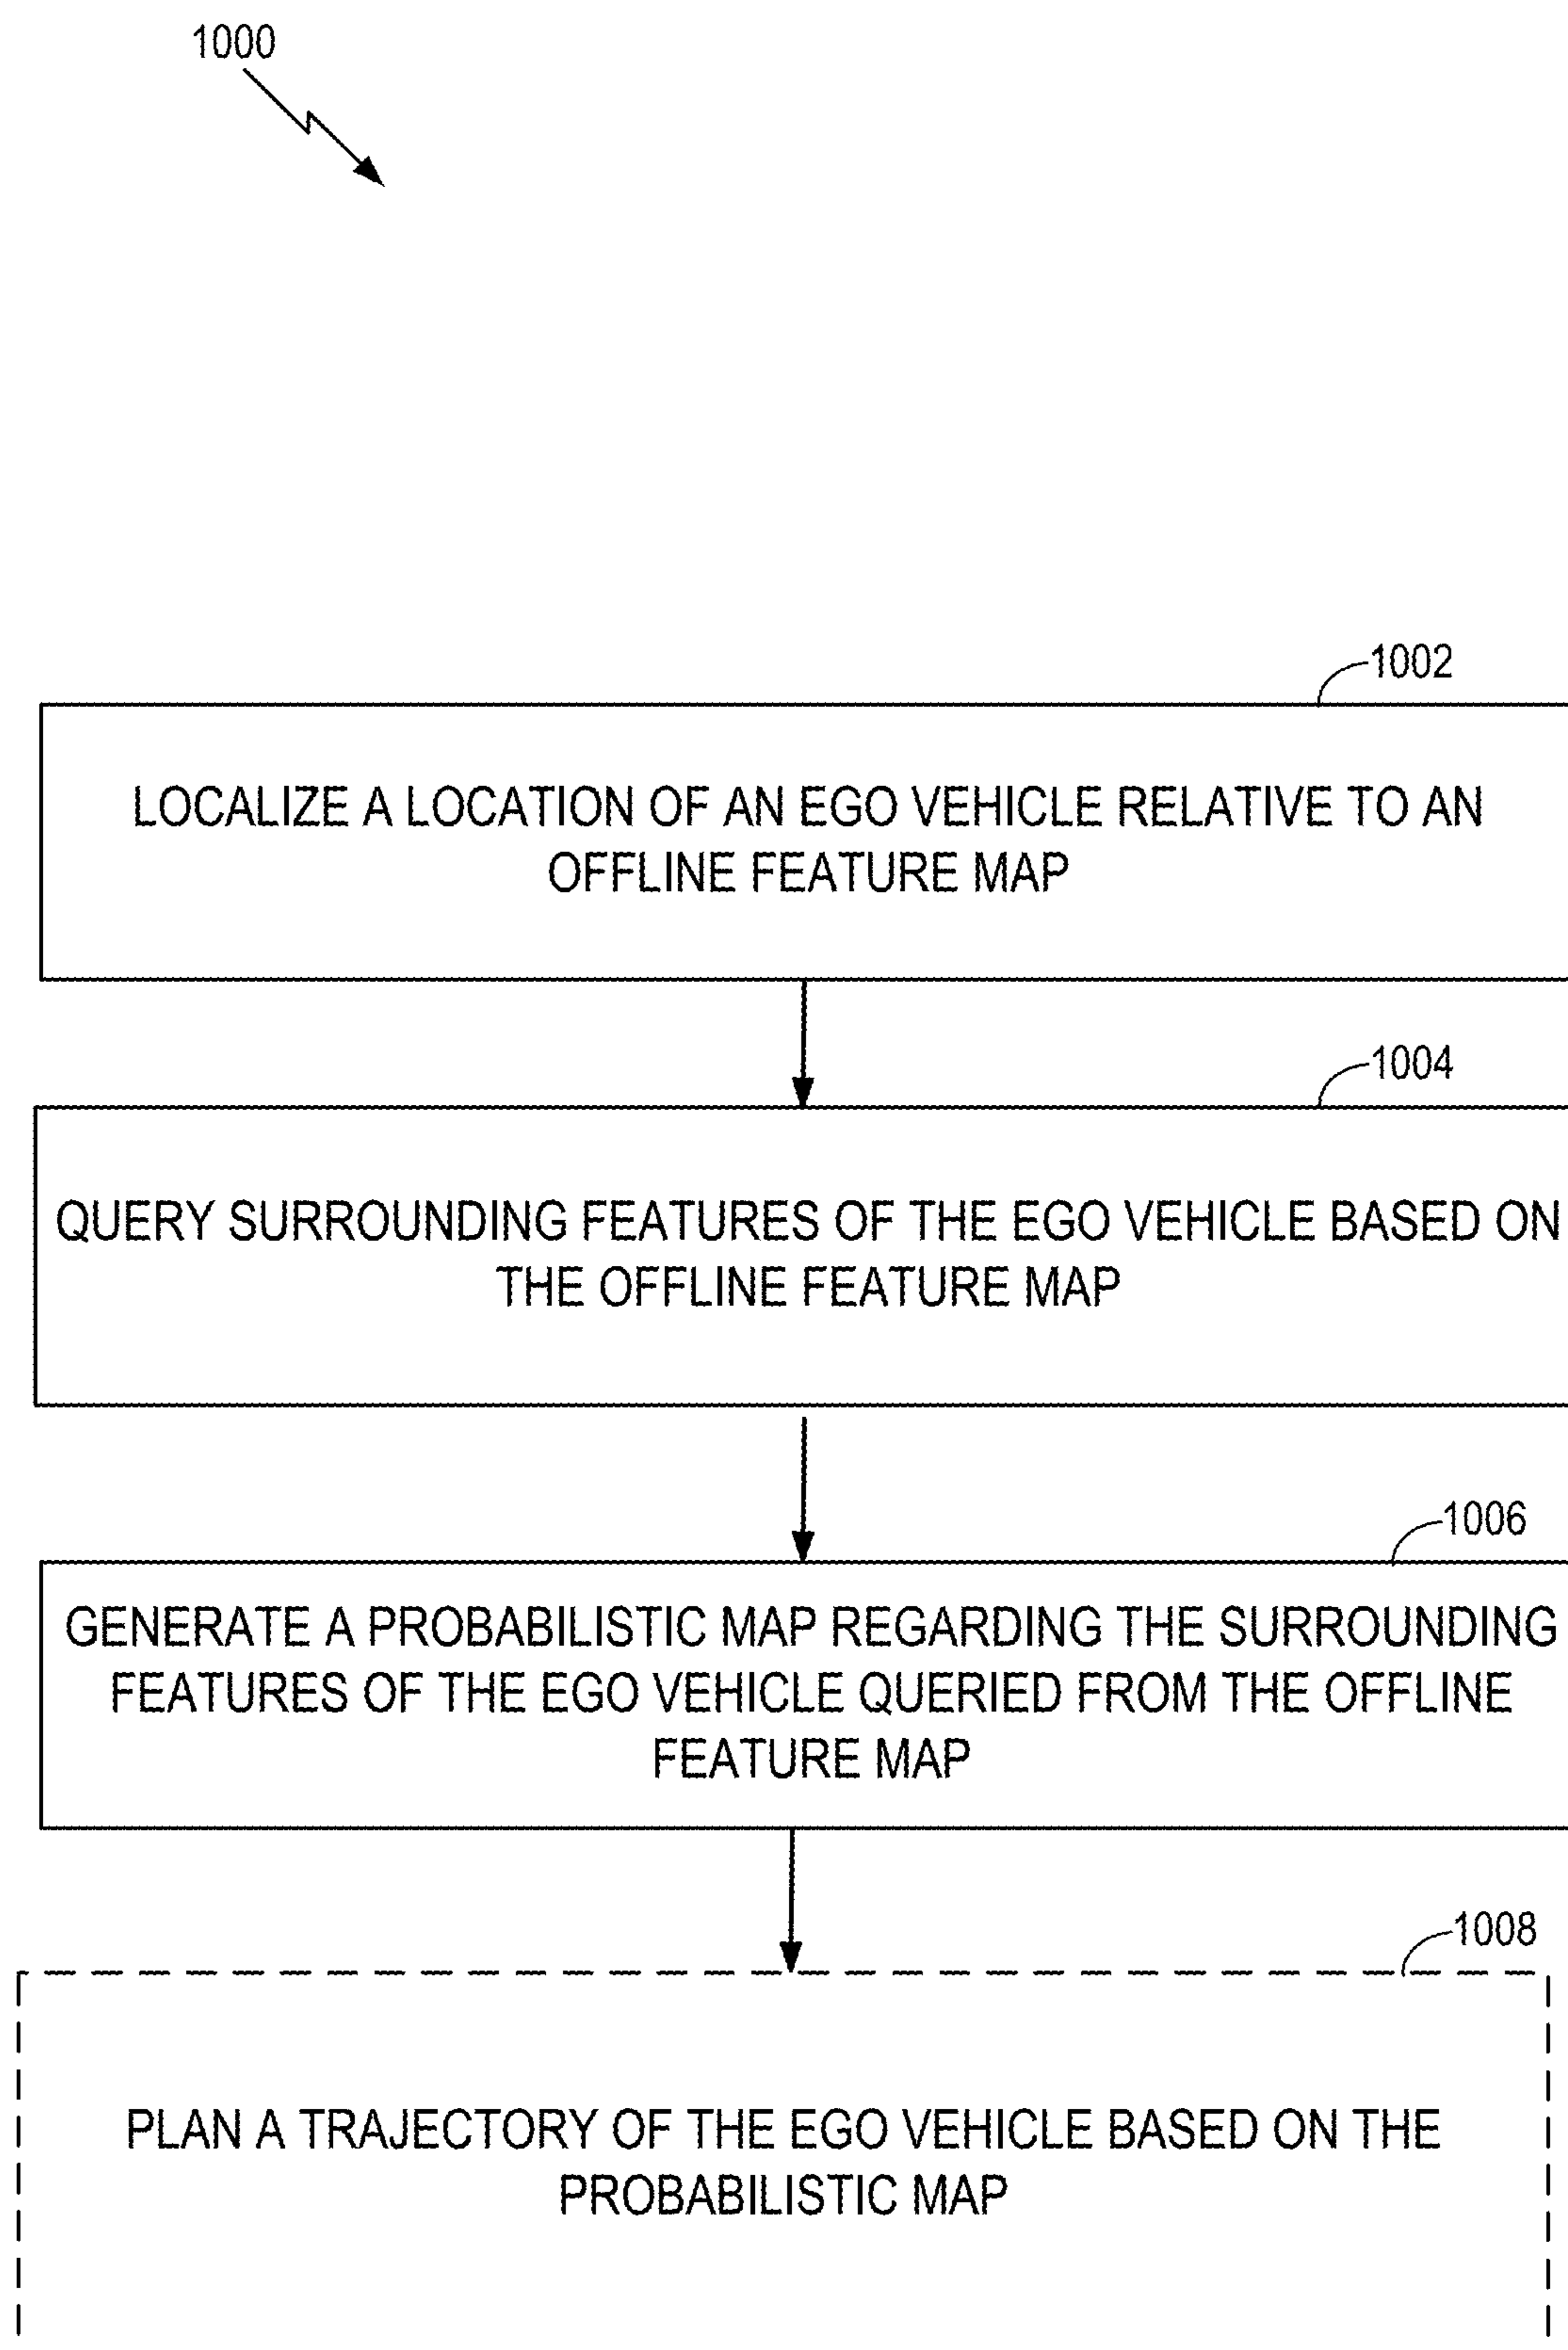 1000
1002
LOCALIZE A LOCATION OF AN EGO VEHICLE RELATIVE TO AN
OFFLINE FEATURE MAP
1004
QUERY SURROUNDING FEATURES OF THE EGO VEHICLE BASED ON
THE OFFLINE FEATURE MAP
1006
GENERATE A PROBABILISTIC MAP REGARDING THE SURROUNDING
FEATURES OF THE EGO VEHICLE QUERIED FROM THE OFFLINE
FEATURE MAP
1008
PLAN A TRAJECTORY OF THE EGO VEHICLE BASED ON THE
PROBABILISTIC MAP